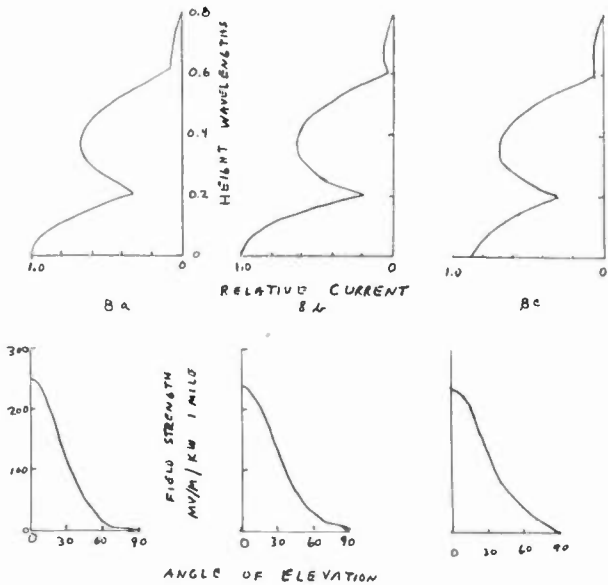 0.8
0.6
0.4
0.2
0
HEIGHT WAVELENGTHS
1.0 0
1.0 0
1.0 0
RELATIVE CURRENT
8a 8b 8c
300
200
100
0
FIELD STRENGTH
MV/M/KW 1 MILE
0 30 60 90
0 30 60 90
0 30 60 90
ANGLE OF ELEVATION